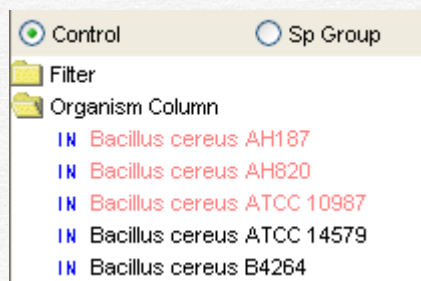 Control Sp Group
Filter
Organism Column
IN Bacillus cereus AH187
IN Bacillus cereus AH820
IN Bacillus cereus ATCC 10987
IN Bacillus cereus ATCC 14579
IN Bacillus cereus B4264